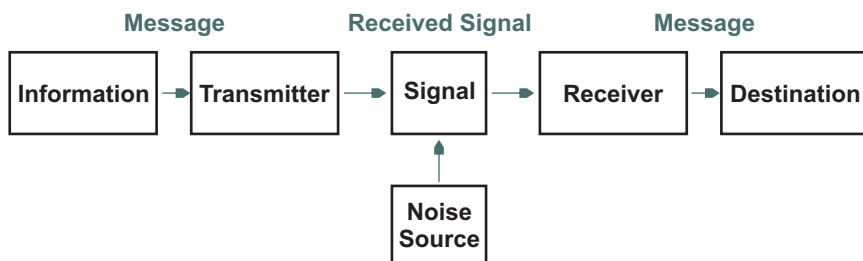 Message Received Signal Message
Information Transmitter Signal Receiver Destination
Noise
Source